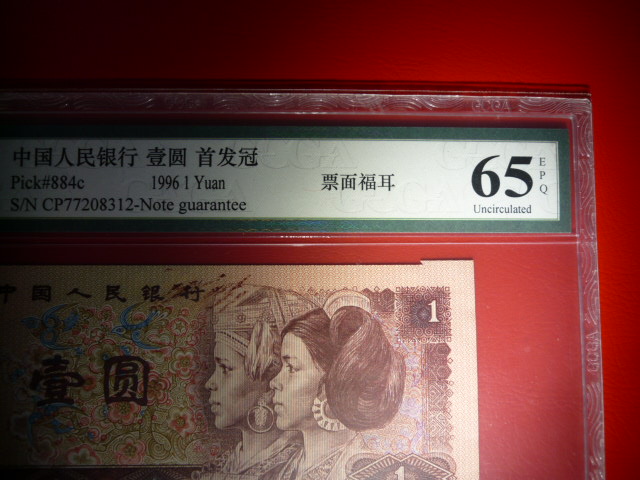 中国人民银行 壹圆 首发冠
Pick#884c 1996 1 Yuan 票面福耳
S/N CP77208312-Note guarantee
65 EPQ
Uncirculated
中国人民银行
1
壹圆
1